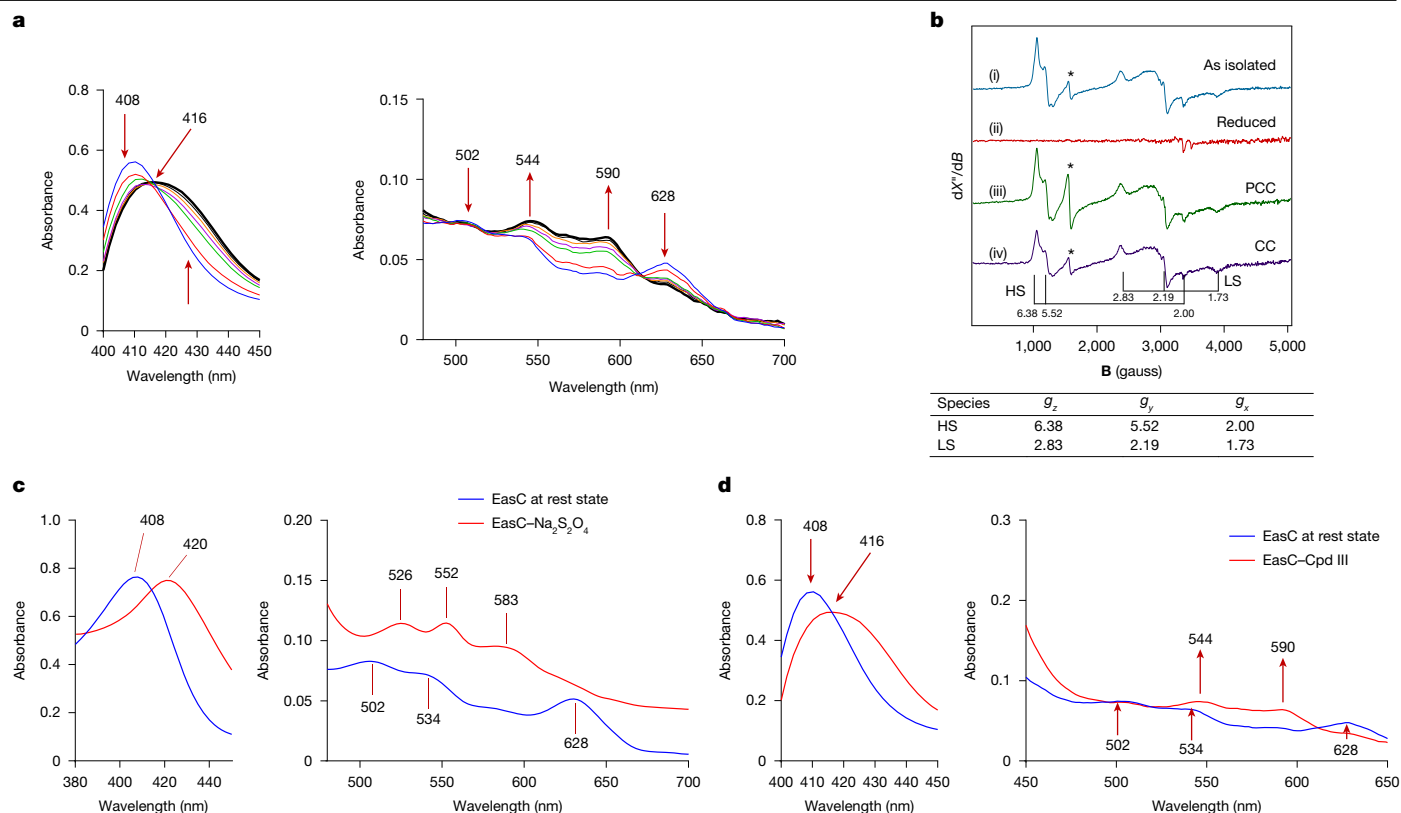 a
0.8
0.6
0.4
0.2
0
Absorbance
408
416
400 410 420 430 440 450
Wavelength (nm)
0.15
0.10
0.05
0
Absorbance
502
544
590
628
500 550 600 650 700
Wavelength (nm)
b
dX″/dB
(i)
*
As isolated
(ii)
Reduced
(iii)
*
PCC
(iv)
*
CC
HS
LS
2.83 2.19 1.73
6.38 5.52 2.00
1,000 2,000 3,000 4,000 5,000
B (gauss)
Species gz gy gx
HS 6.38 5.52 2.00
LS 2.83 2.19 1.73
c
1.0
0.8
0.6
0.4
0.2
0
Absorbance
408
420
380 400 420 440
Wavelength (nm)
EasC at rest state
EasC–Na2S2O4
0.20
0.15
0.10
0.05
0
Absorbance
526
552
583
502
534
628
500 550 600 650 700
Wavelength (nm)
d
0.8
0.6
0.4
0.2
0
Absorbance
408
416
400 410 420 430 440 450
Wavelength (nm)
EasC at rest state
EasC–Cpd III
0.3
0.2
0.1
0
Absorbance
544
590
502
534
628
450 500 550 600 650
Wavelength (nm)